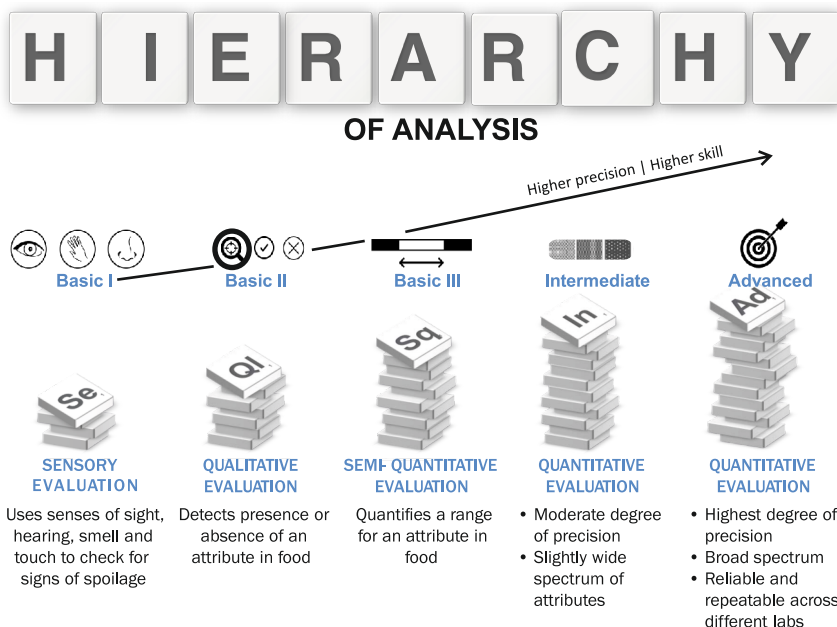 HIERARCHY
OF ANALYSIS
Higher precision | Higher skill
Basic I
Basic II
Basic III
Intermediate
Advanced
Se
Ql
Sq
In
Ad
SENSORY
EVALUATION
Uses senses of sight,
hearing, smell and
touch to check for
signs of spoilage
QUALITATIVE
EVALUATION
Detects presence or
absence of an
attribute in food
SEMI- QUANTITATIVE
EVALUATION
Quantifies a range
for an attribute in
food
QUANTITATIVE
EVALUATION
• Moderate degree
of precision
• Slightly wide
spectrum of
attributes
QUANTITATIVE
EVALUATION
• Highest degree of
precision
• Broad spectrum
• Reliable and
repeatable across
different labs